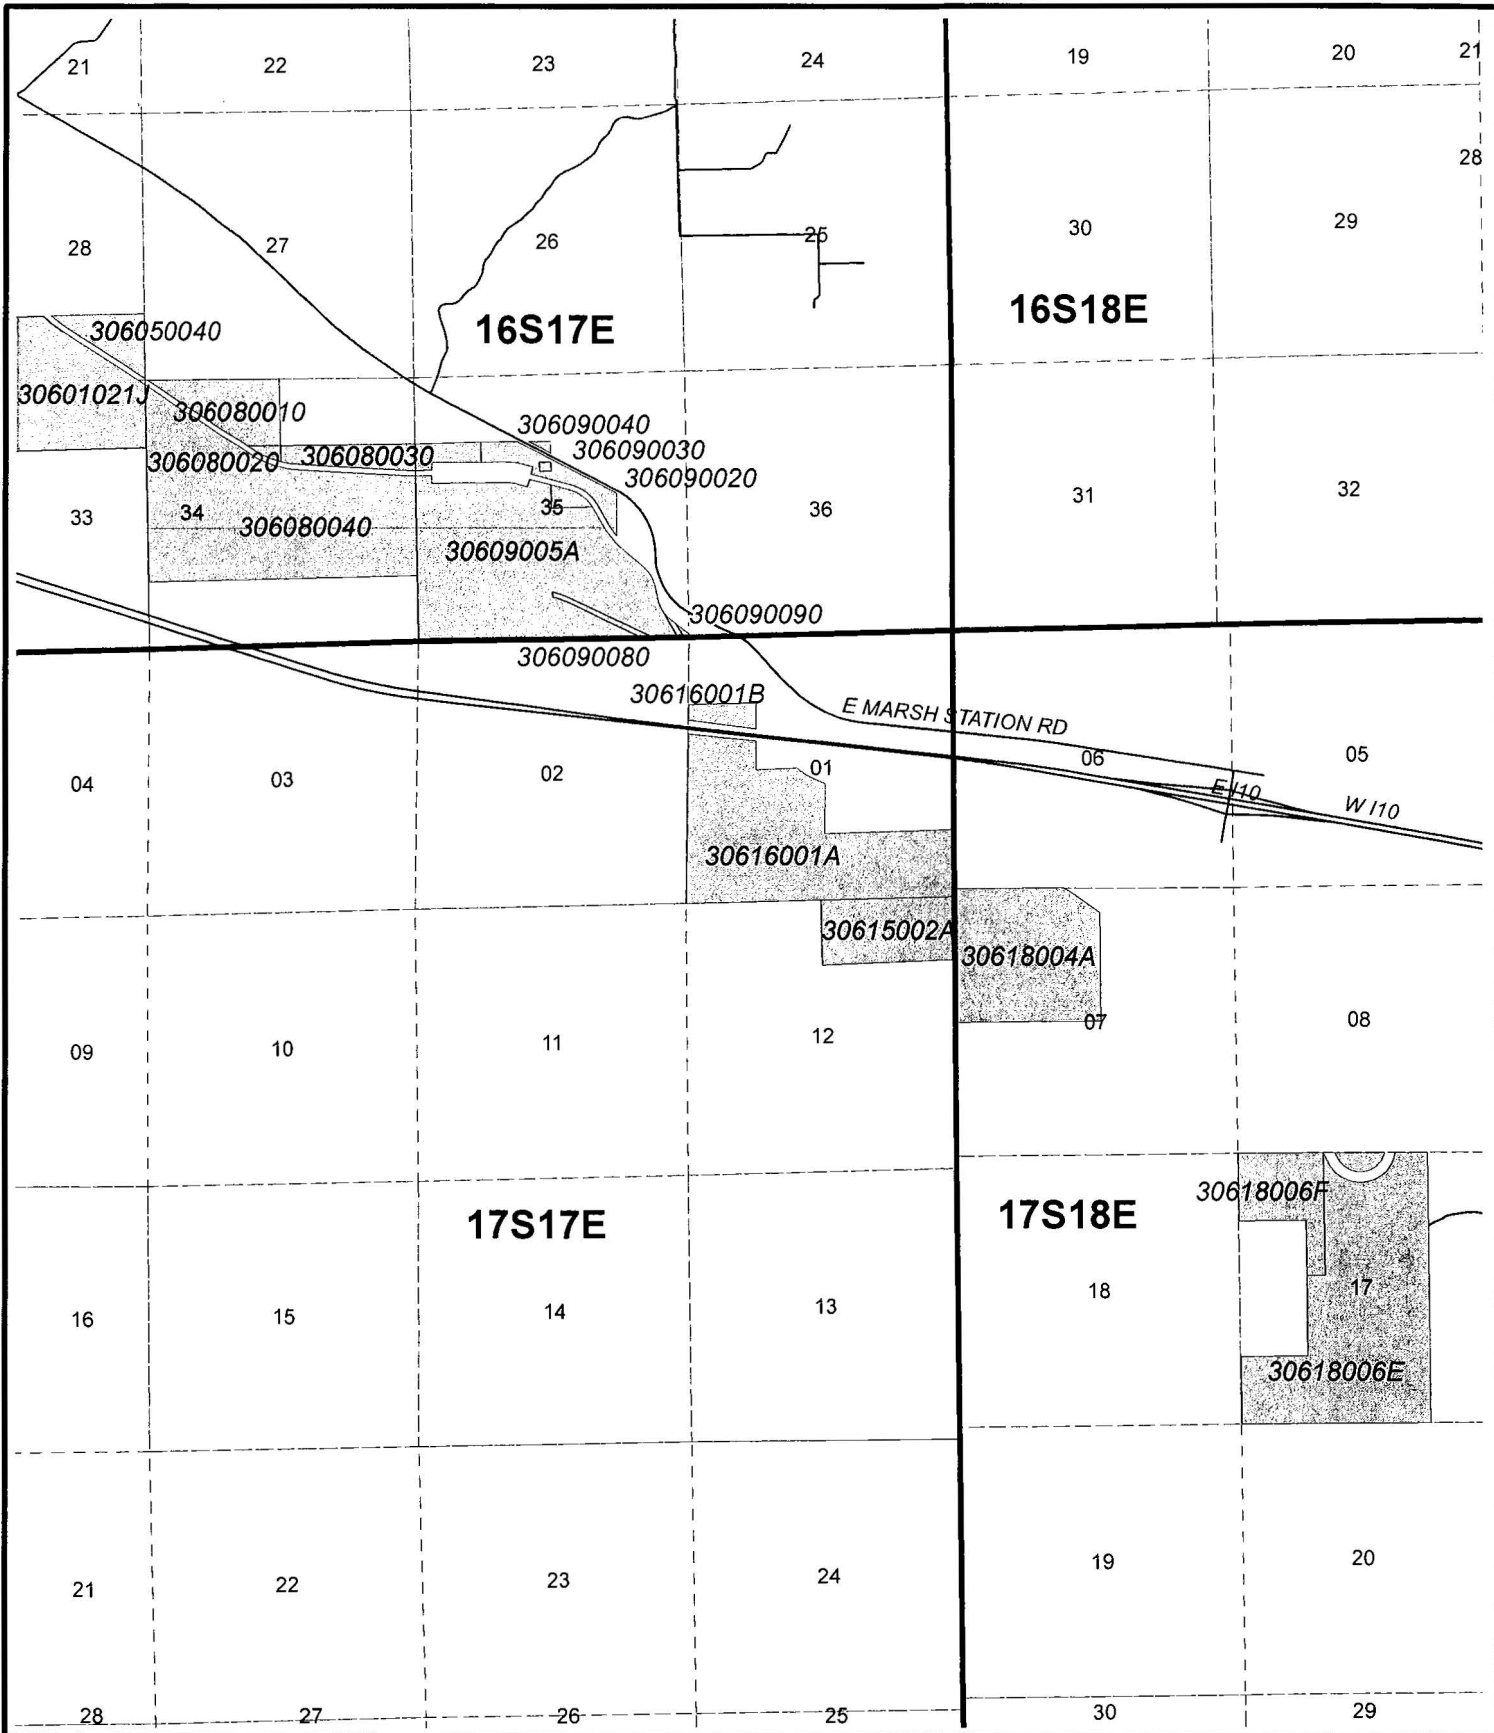 21 22 23 24 19 20 21
28
28 27 26 25 30 29
16S17E 16S18E
306050040
30601021J
306080010
306090040
306090030
306080020 306080030
306090020
33 34 35 36 31 32
306080040
30609005A
306090090
306090080
30616001B
E MARSH STATION RD
04 03 02 01 06 05
E I10 W I10
30616001A
30615002A
30618004A
09 10 11 12 07 08
30618006F
17S17E 17S18E
16 15 14 13 18 17
30618006E
21 22 23 24 19 20
28 27 26 25 30 29